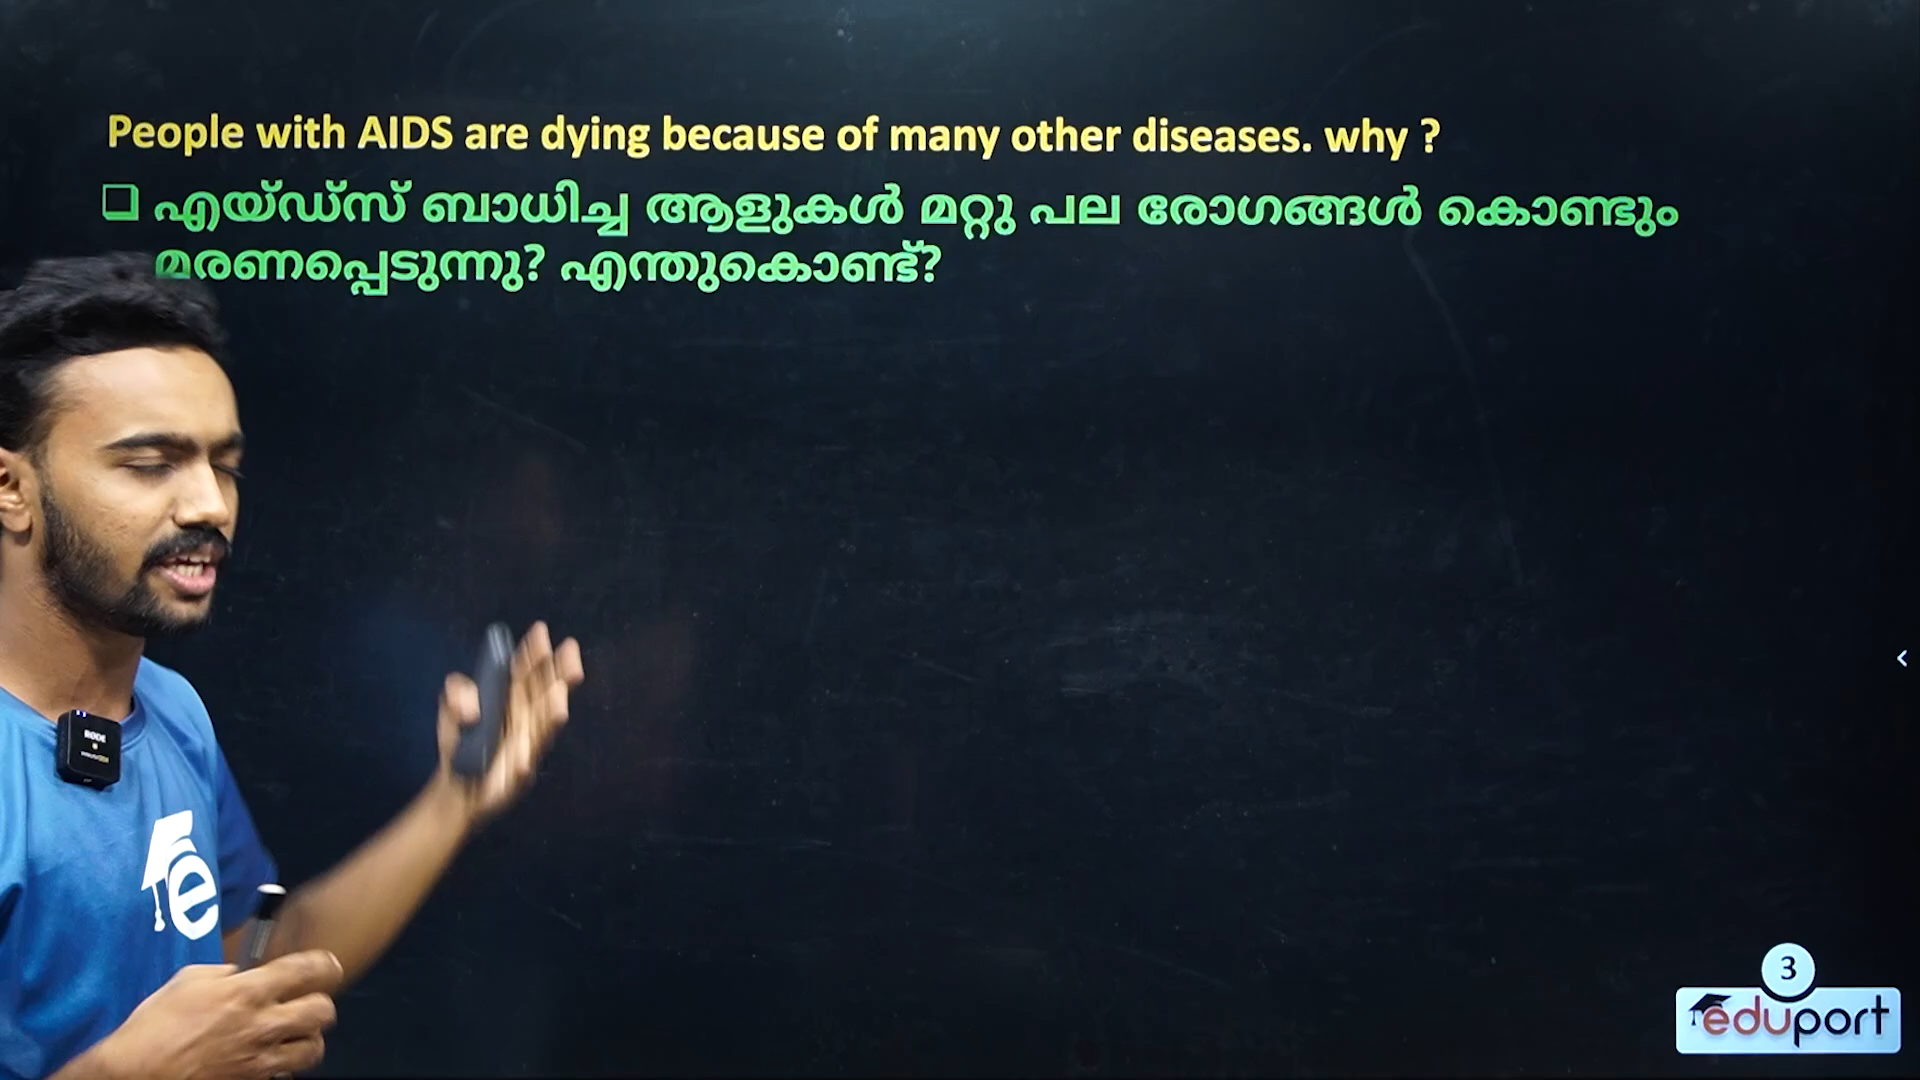 People with AIDS are dying because of many other diseases. why ?
എയ്ഡ്സ് ബാധിച്ച ആളുകൾ മറ്റു പല രോഗങ്ങൾ കൊണ്ടും
മരണപ്പെടുന്നു? എന്തുകൊണ്ട്?
RØDE
e
3
eduport